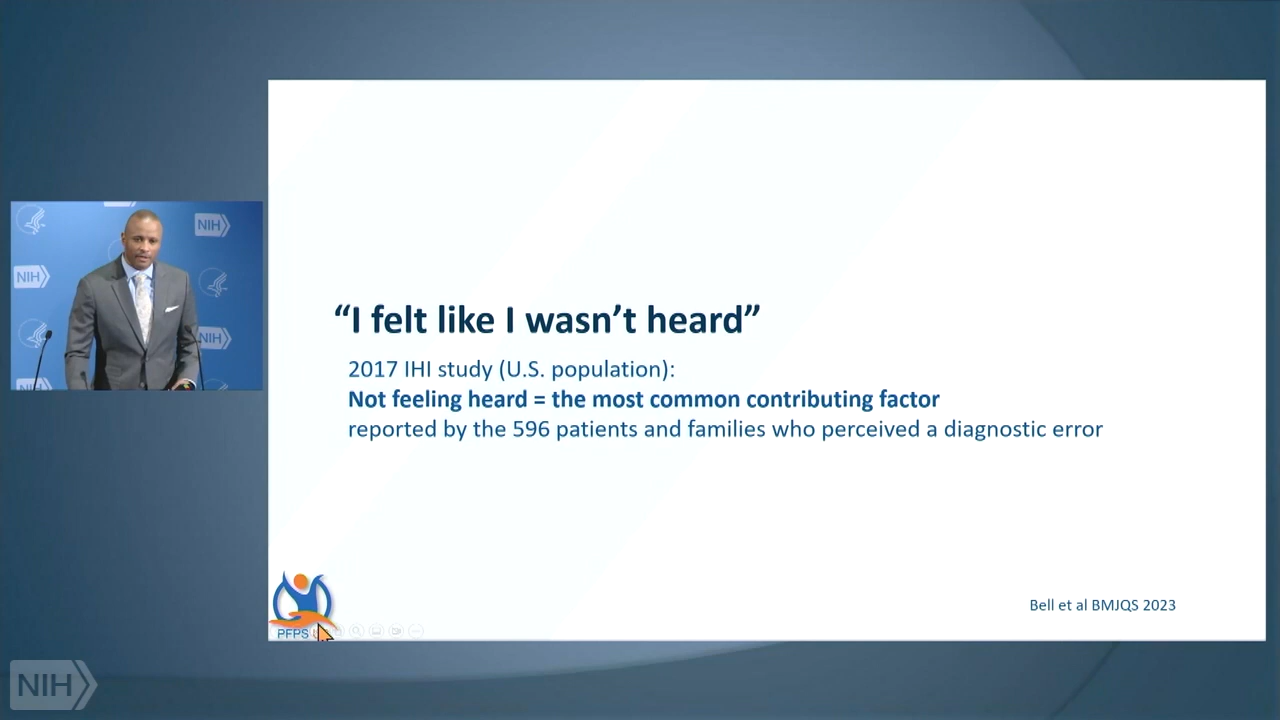 “I felt like I wasn’t heard”
2017 IHI study (U.S. population):
Not feeling heard = the most common contributing factor
reported by the 596 patients and families who perceived a diagnostic error
Bell et al BMJQS 2023
PFPS
NIH
NIH
NIH
NIH
NIH